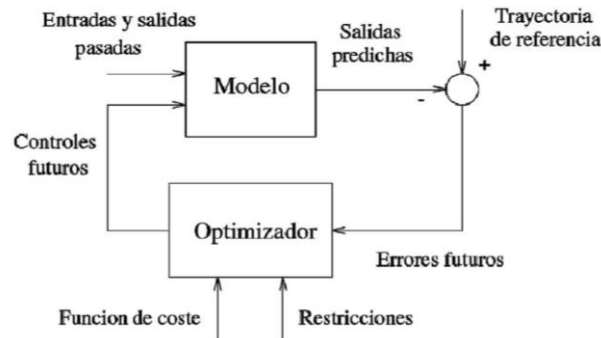 Entradas y salidas
pasadas
Salidas
predichas
Trayectoria
de referencia
+
Modelo
-
Controles
futuros
Optimizador
Errores futuros
Funcion de coste
Restricciones